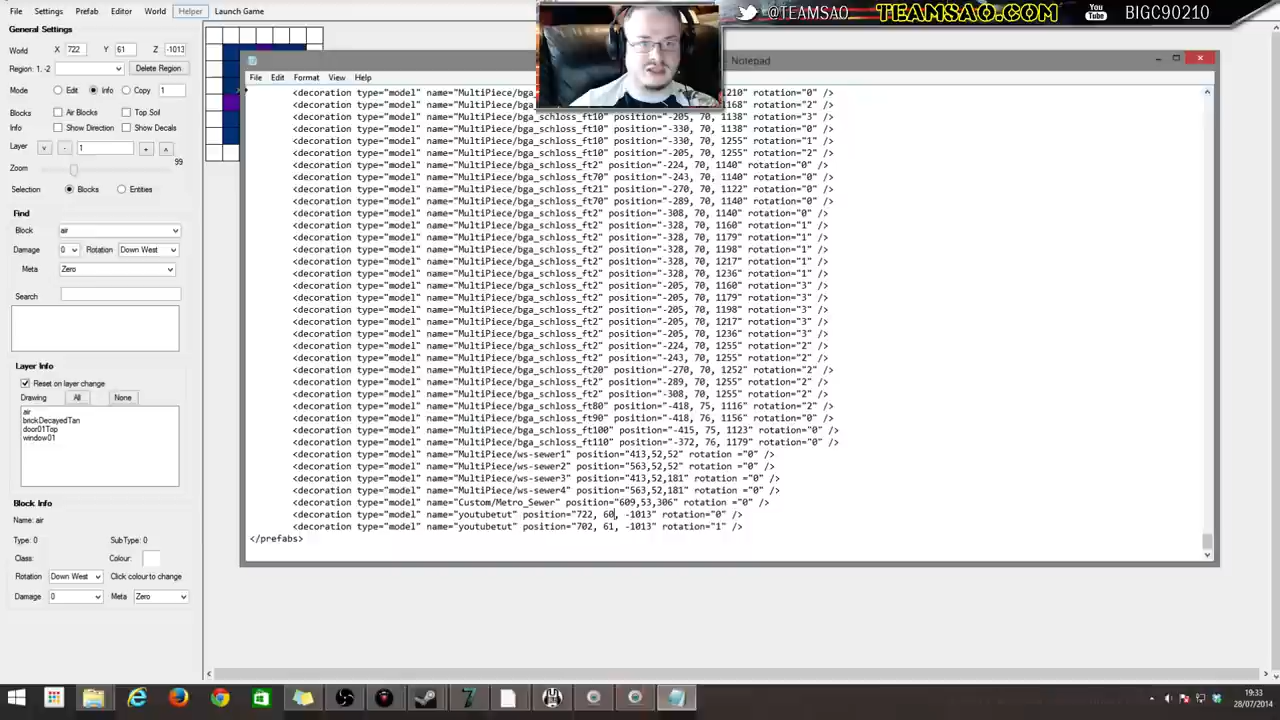 File Settings Prefab Editor World Helper Launch Game
@TEAMSAO TEAMSAO.COM You Tube BIGC90210
General Settings
World X 722 Y 61 Z -1013
Region: 1. -2 Delete Region
Mode Edit Info Copy 1
Blocks Air Blocks Top Soil
Info Show Direction Show Decals
Layer v - 1 + ^
Zoom 99
Selection Blocks Entities
Find
Block air
Damage 0 Rotation Down West
Meta Zero
Search
Layer Info
Reset on layer change
Drawing All None
air
brickDecayedTan
door01Top
window01
Block Info
Name: air
Type: 0 SubType: 0
Class: Colour:
Rotation Down West Click colour to change
Damage 0 Meta Zero
- Notepad
File Edit Format View Help
<decoration type="model" name="MultiPiece/bga_ 1210" rotation="0" />
<decoration type="model" name="MultiPiece/bga_ 1168" rotation="2" />
<decoration type="model" name="MultiPiece/bga_schloss_ft10" position="-205, 70, 1138" rotation="3" />
<decoration type="model" name="MultiPiece/bga_schloss_ft10" position="-330, 70, 1138" rotation="0" />
<decoration type="model" name="MultiPiece/bga_schloss_ft10" position="-330, 70, 1255" rotation="1" />
<decoration type="model" name="MultiPiece/bga_schloss_ft10" position="-205, 70, 1255" rotation="2" />
<decoration type="model" name="MultiPiece/bga_schloss_ft2" position="-224, 70, 1140" rotation="0" />
<decoration type="model" name="MultiPiece/bga_schloss_ft70" position="-243, 70, 1140" rotation="0" />
<decoration type="model" name="MultiPiece/bga_schloss_ft21" position="-270, 70, 1122" rotation="0" />
<decoration type="model" name="MultiPiece/bga_schloss_ft70" position="-289, 70, 1140" rotation="0" />
<decoration type="model" name="MultiPiece/bga_schloss_ft2" position="-308, 70, 1140" rotation="0" />
<decoration type="model" name="MultiPiece/bga_schloss_ft2" position="-328, 70, 1160" rotation="1" />
<decoration type="model" name="MultiPiece/bga_schloss_ft2" position="-328, 70, 1179" rotation="1" />
<decoration type="model" name="MultiPiece/bga_schloss_ft2" position="-328, 70, 1198" rotation="1" />
<decoration type="model" name="MultiPiece/bga_schloss_ft2" position="-328, 70, 1217" rotation="1" />
<decoration type="model" name="MultiPiece/bga_schloss_ft2" position="-328, 70, 1236" rotation="1" />
<decoration type="model" name="MultiPiece/bga_schloss_ft2" position="-205, 70, 1160" rotation="3" />
<decoration type="model" name="MultiPiece/bga_schloss_ft2" position="-205, 70, 1179" rotation="3" />
<decoration type="model" name="MultiPiece/bga_schloss_ft2" position="-205, 70, 1198" rotation="3" />
<decoration type="model" name="MultiPiece/bga_schloss_ft2" position="-205, 70, 1217" rotation="3" />
<decoration type="model" name="MultiPiece/bga_schloss_ft2" position="-205, 70, 1236" rotation="3" />
<decoration type="model" name="MultiPiece/bga_schloss_ft2" position="-224, 70, 1255" rotation="2" />
<decoration type="model" name="MultiPiece/bga_schloss_ft2" position="-243, 70, 1255" rotation="2" />
<decoration type="model" name="MultiPiece/bga_schloss_ft20" position="-270, 70, 1252" rotation="2" />
<decoration type="model" name="MultiPiece/bga_schloss_ft2" position="-289, 70, 1255" rotation="2" />
<decoration type="model" name="MultiPiece/bga_schloss_ft2" position="-308, 70, 1255" rotation="2" />
<decoration type="model" name="MultiPiece/bga_schloss_ft80" position="-418, 75, 1116" rotation="2" />
<decoration type="model" name="MultiPiece/bga_schloss_ft90" position="-418, 76, 1156" rotation="0" />
<decoration type="model" name="MultiPiece/bga_schloss_ft100" position="-415, 75, 1123" rotation="0" />
<decoration type="model" name="MultiPiece/bga_schloss_ft110" position="-372, 76, 1179" rotation="0" />
<decoration type="model" name="MultiPiece/ws-sewer1" position="413,52,52" rotation ="0" />
<decoration type="model" name="MultiPiece/ws-sewer2" position="563,52,52" rotation ="0" />
<decoration type="model" name="MultiPiece/ws-sewer3" position="413,52,181" rotation ="0" />
<decoration type="model" name="MultiPiece/ws-sewer4" position="563,52,181" rotation ="0" />
<decoration type="model" name="Custom/Metro_Sewer" position="609,53,306" rotation ="0" />
<decoration type="model" name="youtubetut" position="722, 60, -1013" rotation="0" />
<decoration type="model" name="youtubetut" position="702, 61, -1013" rotation="1" />
</prefabs>
19:33
28/07/2014